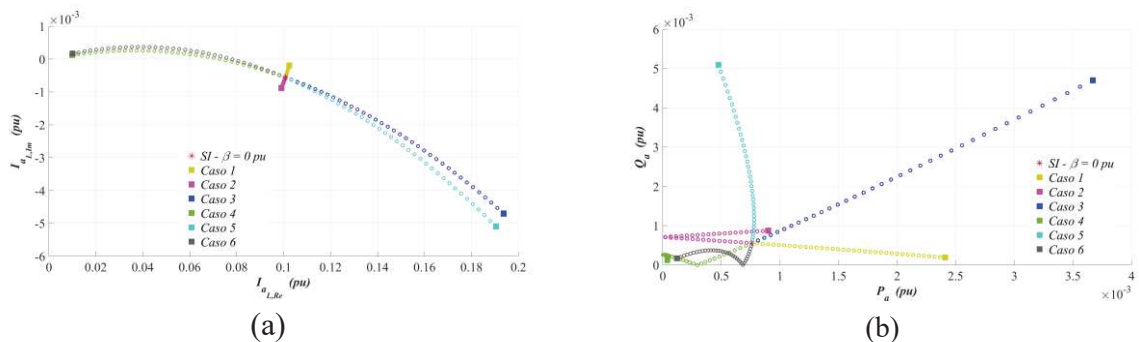 ×10⁻³
1
0
-1
-2
-3
-4
-5
-6
I_{a_{L,Im}} (pu)
SI - β = 0 pu
Caso 1
Caso 2
Caso 3
Caso 4
Caso 5
Caso 6
0 0.02 0.04 0.06 0.08 0.1 0.12 0.14 0.16 0.18 0.2
I_{a_{L,Re}} (pu)
(a)
×10⁻³
6
5
4
3
2
1
0
Q_a (pu)
SI - β = 0 pu
Caso 1
Caso 2
Caso 3
Caso 4
Caso 5
Caso 6
0 0.5 1 1.5 2 2.5 3 3.5 4
P_a (pu)
×10⁻³
(b)